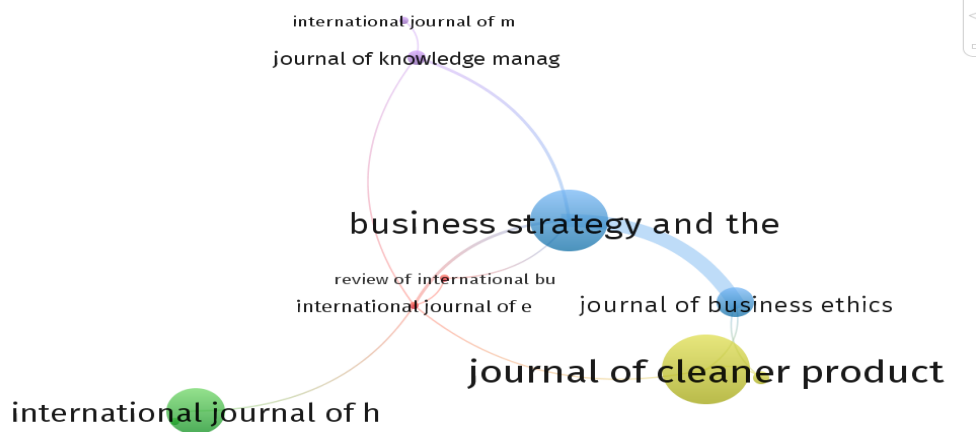 international journal of m
journal of knowledge manag
business strategy and the
review of international bu
international journal of e
journal of business ethics
journal of cleaner product
international journal of h